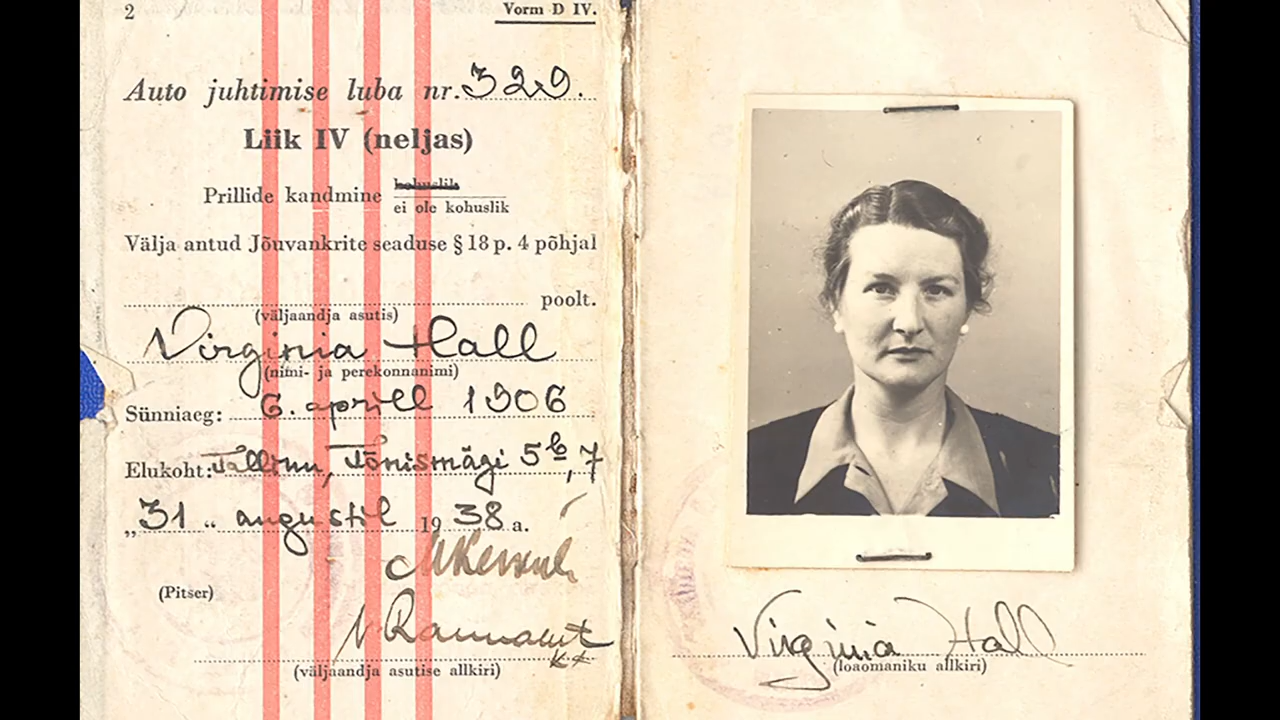 2
Vorm D IV.
Auto juhtimise luba nr. 329.
Liik IV (neljas)
Prillide kandmine kohuslik
ei ole kohuslik
Välja antud Jõuvankrite seaduse § 18 p. 4 põhjal
poolt.
(väljaandja asutis)
Virginia Hall
(nimi- ja perekonnanimi)
Sünniaeg: 6. aprill 1906
Elukoht: Tallinn, Tõnismägi 5b, 7
„31“ augustil 1938 a.
(Pitser)
(väljaandja asutise allkiri)
Virginia Hall
(loaomaniku allkiri)